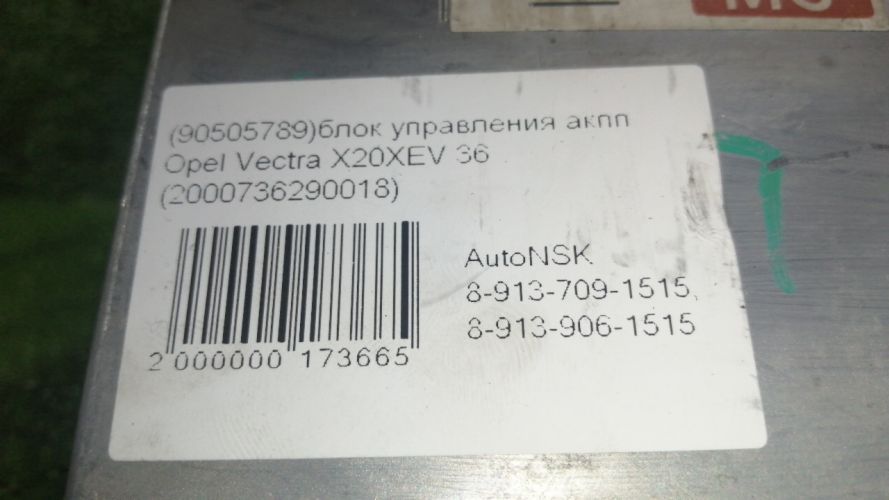 (90505789)блок управления акпп
Opel Vectra X20XEV 36
(2000736290018)
AutoNSK
8-913-709-1515,
8-913-906-1515
2 000000 173665